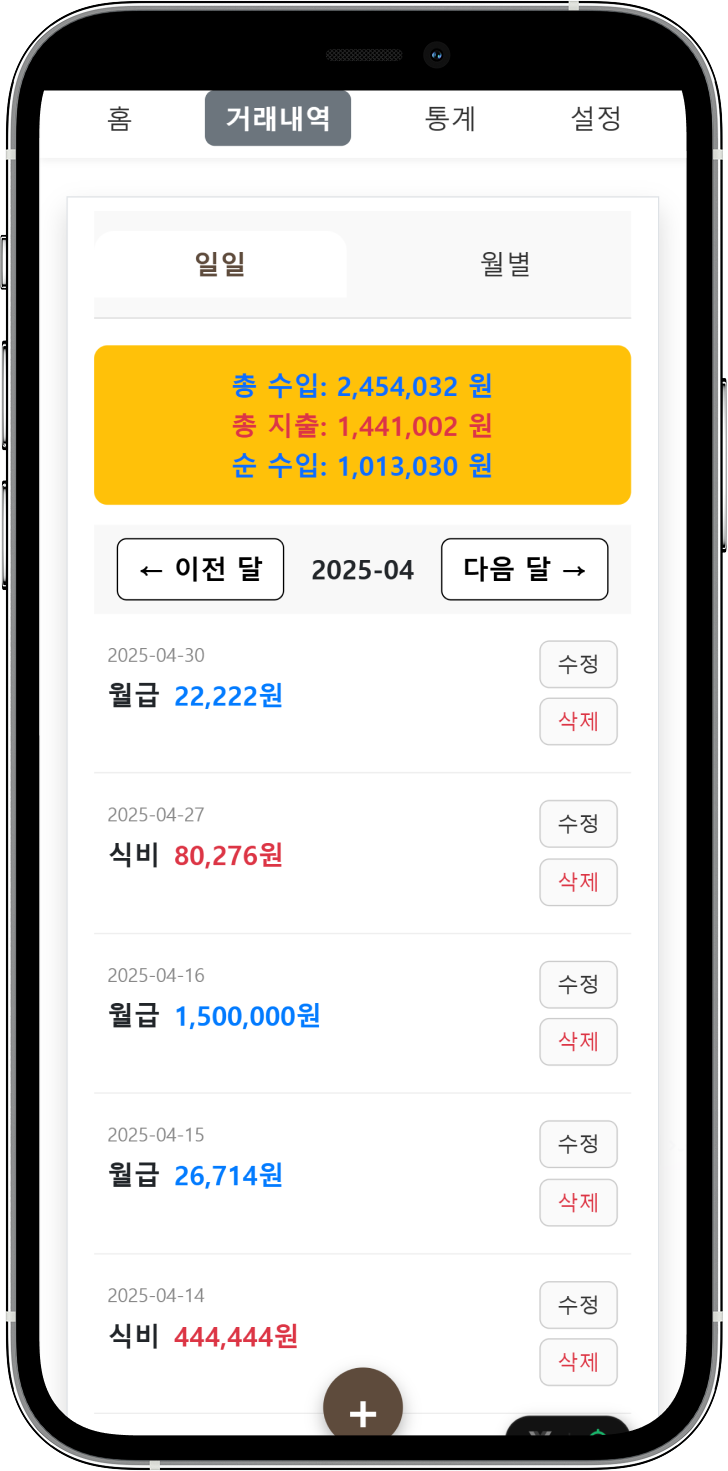 홈 거래내역 통계 설정
일일 월별
총 수입: 2,454,032 원
총 지출: 1,441,002 원
순 수입: 1,013,030 원
← 이전 달 2025-04 다음 달 →
2025-04-30
수정
월급 22,222원
삭제
2025-04-27
수정
식비 80,276원
삭제
2025-04-16
수정
월급 1,500,000원
삭제
2025-04-15
수정
월급 26,714원
삭제
2025-04-14
수정
식비 444,444원
삭제
+